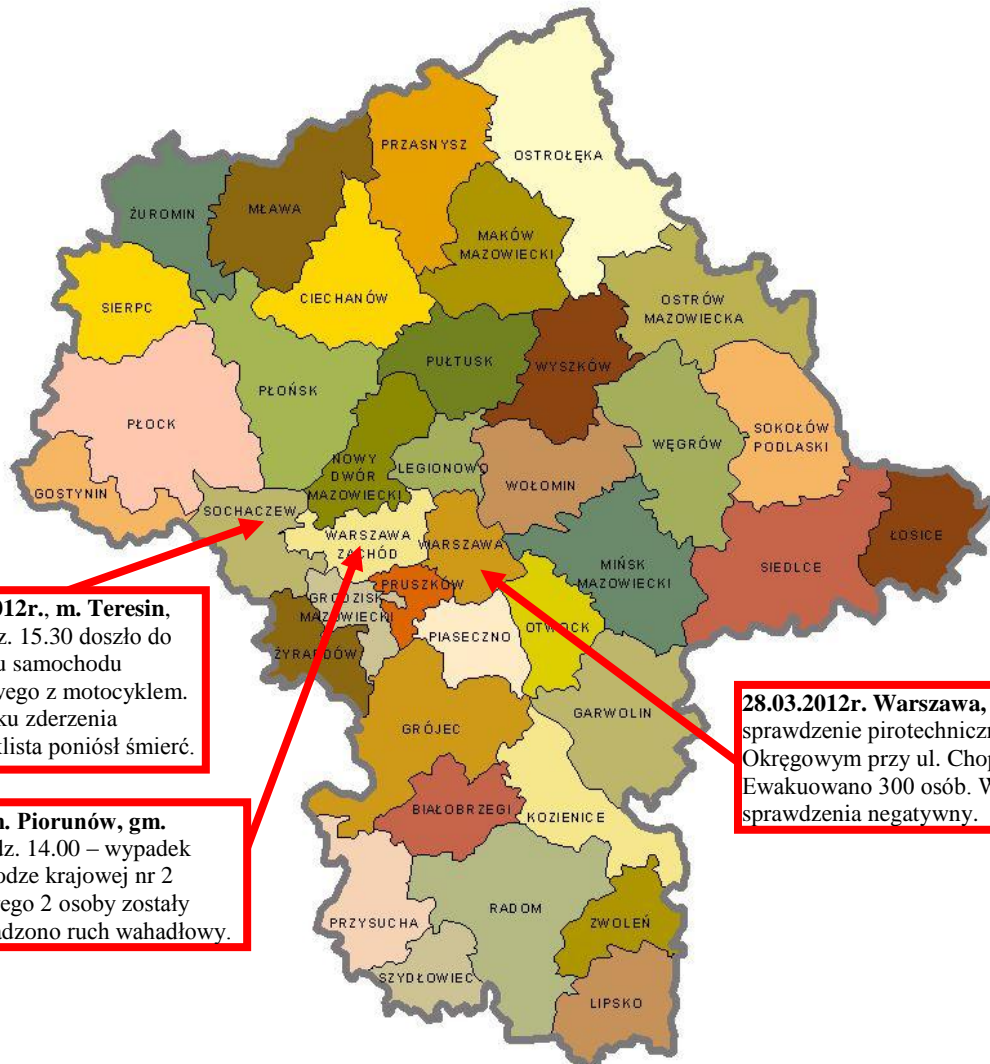 PRZASNYSZ
OSTROŁĘKA
ŻUROMIN
MŁAWA
MAKÓW
MAZOWIECKI
CIECHANÓW
SIERPC
OSTRÓW
MAZOWIECKA
PUŁTUSK
WYSZKÓW
PŁOŃSK
PŁOCK
SOKOŁÓW
PODLASKI
WĘGRÓW
NOWY
DWÓR
MAZOWIECKI
LEGIONOWO
WOŁOMIN
GOSTYNIN
SOCHACZEW
WARSZAWA
ZACHÓD
WARSZAWA
MIŃSK
MAZOWIECKI
SIEDLCE
ŁOSICE
PRUSZKÓW
GRODZISK
MAZOWIECKI
PIASECZNO
OTWOCK
ŻYRARDÓW
GARWOLIN
GRÓJEC
BIAŁOBRZEGI
KOZIENICE
RADOM
ZWOLEŃ
PRZYSUCHA
SZYDŁOWIEC
LIPSKO
012r., m. Teresin,
z. 15.30 doszło do
u samochodu
wego z motocyklem.
ku zderzenia
klista poniósł śmierć.
n. Piorunów, gm.
dz. 14.00 – wypadek
odze krajowej nr 2
ego 2 osoby zostały
adzono ruch wahadłowy.
28.03.2012r. Warszawa,
sprawdzenie pirotechniczn
Okręgowym przy ul. Chop
Ewakuowano 300 osób. W
sprawdzenia negatywny.